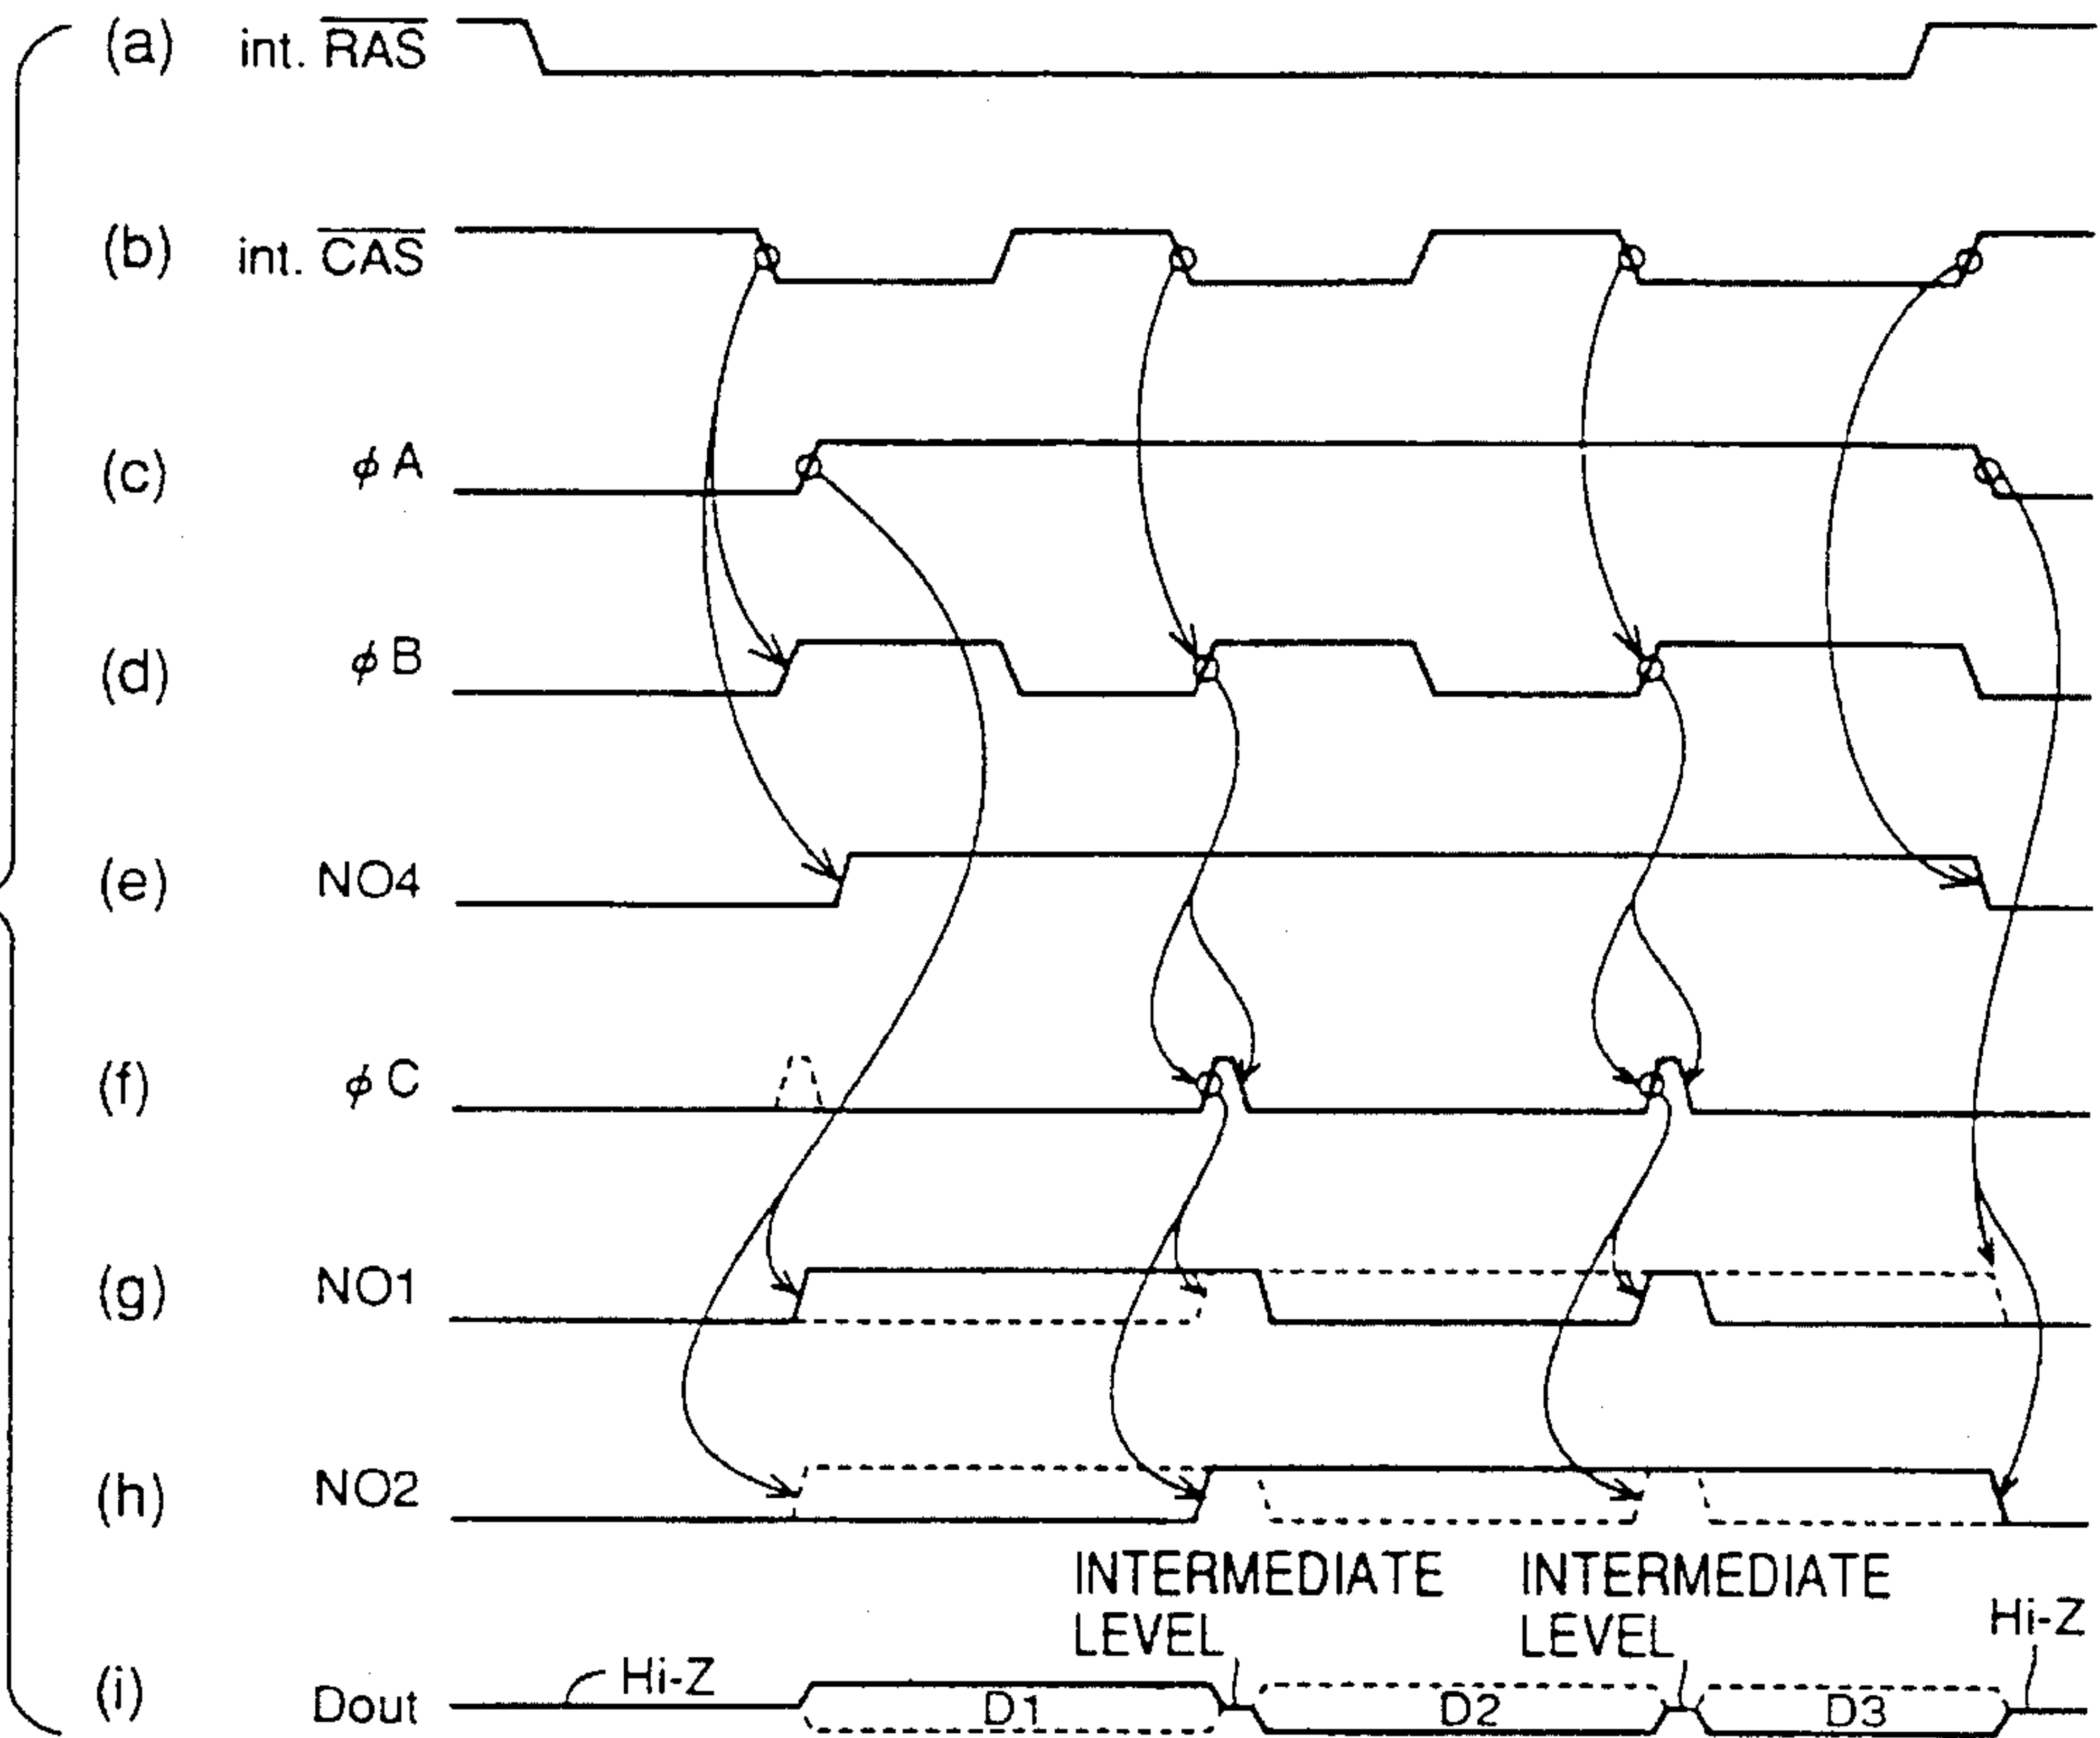 (a) int. RAS
(b) int. CAS
(c) φA
(d) φB
(e) NO4
(f) φC
(g) NO1
(h) NO2
INTERMEDIATE LEVEL
INTERMEDIATE LEVEL
Hi-Z
(i) Dout
Hi-Z
D1
D2
D3